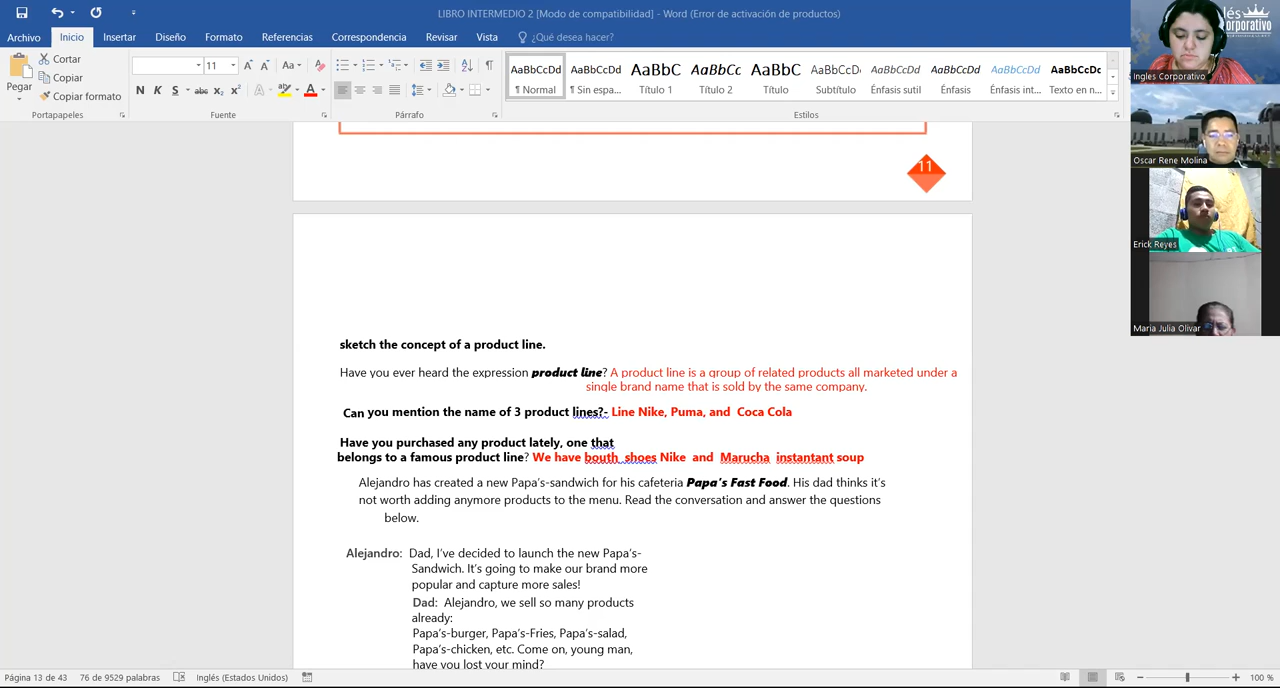 LIBRO INTERMEDIO 2 [Modo de compatibilidad] - Word (Error de activación de productos)
Archivo Inicio Insertar Diseño Formato Referencias Correspondencia Revisar Vista ¿Qué desea hacer?
Pegar
Cortar
Copiar
Copiar formato
Portapapeles
11
Fuente
Párrafo
AaBbCcDd AaBbCcDd AaBbC AaBbCc AaBbC AaBbCcD AaBbCcDd AaBbCcDd AaBbCcDd AaBbCcDc
¶ Normal ¶ Sin espa... Título 1 Título 2 Título Subtítulo Énfasis sutil Énfasis Énfasis int... Texto en n...
Estilos
11
sketch the concept of a product line.
Have you ever heard the expression product line? A product line is a group of related products all marketed under a
single brand name that is sold by the same company.
Can you mention the name of 3 product lines?- Line Nike, Puma, and Coca Cola
Have you purchased any product lately, one that
belongs to a famous product line? We have bouth shoes Nike and Marucha instantant soup
Alejandro has created a new Papa's-sandwich for his cafeteria Papa's Fast Food. His dad thinks it's
not worth adding anymore products to the menu. Read the conversation and answer the questions
below.
Alejandro: Dad, I've decided to launch the new Papa's-
Sandwich. It's going to make our brand more
popular and capture more sales!
Dad: Alejandro, we sell so many products
already:
Papa's-burger, Papa's-Fries, Papa's-salad,
Papa's-chicken, etc. Come on, young man,
have you lost your mind?
Página 13 de 43 76 de 9529 palabras Inglés (Estados Unidos) 100 %
Ingles Corporativo
Oscar Rene Molina
Erick Reyes
Maria Julia Olivar